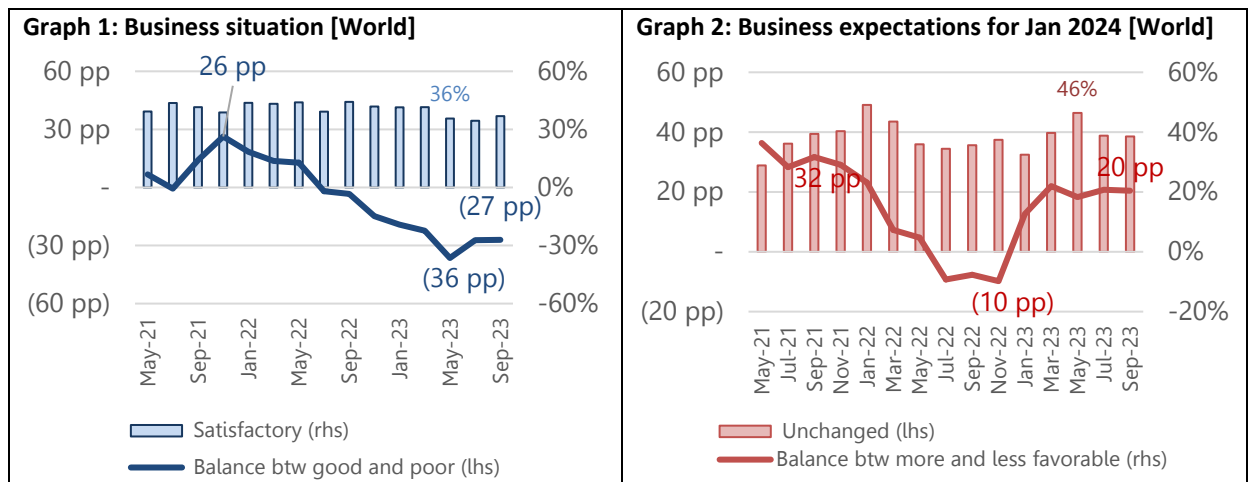 Graph 1: Business situation [World]
60 pp
30 pp
-
(30 pp)
(60 pp)
26 pp
36%
(27 pp)
(36 pp)
60%
30%
0%
-30%
-60%
May-21
Sep-21
Jan-22
May-22
Sep-22
Jan-23
May-23
Sep-23
Satisfactory (rhs)
Balance btw good and poor (lhs)
Graph 2: Business expectations for Jan 2024 [World]
60 pp
40 pp
20 pp
-
(20 pp)
46%
32 pp
20 pp
(10 pp)
60%
40%
20%
0%
-20%
May-21
Jul-21
Sep-21
Nov-21
Jan-22
Mar-22
May-22
Jul-22
Sep-22
Nov-22
Jan-23
Mar-23
May-23
Jul-23
Sep-23
Unchanged (lhs)
Balance btw more and less favorable (rhs)